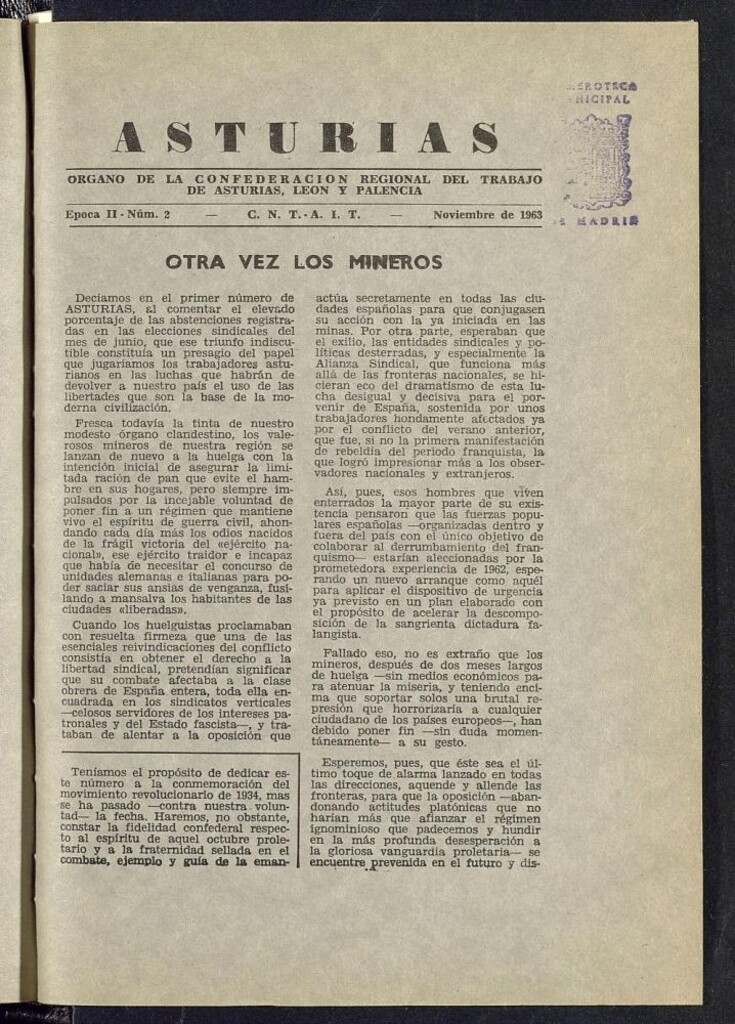 ASTURIAS
ORGANO DE LA CONFEDERACION REGIONAL DEL TRABAJO
DE ASTURIAS, LEON Y PALENCIA
Epoca II - Núm. 2 — C. N. T. - A. I. T. — Noviembre de 1963
OTRA VEZ LOS MINEROS
Decíamos en el primer número de
ASTURIAS, al comentar el elevado
porcentaje de las abstenciones registra-
das en las elecciones sindicales del
mes de junio, que ese triunfo indiscu-
tible constituía un presagio del papel
que jugaríamos los trabajadores astu-
rianos en las luchas que habrán de
devolver a nuestro país el uso de las
libertades que son la base de la mo-
derna civilización.
Fresca todavía la tinta de nuestro
modesto órgano clandestino, los vale-
rosos mineros de nuestra región se
lanzan de nuevo a la huelga con la
intención inicial de asegurar la limi-
tada ración de pan que evite el ham-
bre en sus hogares, pero siempre im-
pulsados por la incejable voluntad de
poner fin a un régimen que mantiene
vivo el espíritu de guerra civil, ahon-
dando cada día más los odios nacidos
de la frágil victoria del «ejército na-
cional», ese ejército traidor e incapaz
que había de necesitar el concurso de
unidades alemanas e italianas para po-
der saciar sus ansias de venganza, fusi-
lando a mansalva los habitantes de las
ciudades «liberadas».
Cuando los huelguistas proclamaban
con resuelta firmeza que una de las
esenciales reivindicaciones del conflicto
consistía en obtener el derecho a la
libertad sindical, pretendían significar
que su combate afectaba a la clase
obrera de España entera, toda ella en-
cuadrada en los sindicatos verticales
—celosos servidores de los intereses pa-
tronales y del Estado fascista—, y tra-
taban de alentar a la oposición que
Teníamos el propósito de dedicar es-
te número a la conmemoración del
movimiento revolucionario de 1934, mas
se ha pasado —contra nuestra volun-
tad— la fecha. Haremos, no obstante,
constar la fidelidad confederal respec-
to al espíritu de aquel octubre prole-
tario y a la fraternidad sellada en el
combate, ejemplo y guía de la eman-
actúa secretamente en todas las ciu-
dades españolas para que conjugasen
su acción con la ya iniciada en las
minas. Por otra parte, esperaban que
el exilio, las entidades sindicales y po-
líticas desterradas, y especialmente la
Alianza Sindical, que funciona más
allá de las fronteras nacionales, se hi-
cieran eco del dramatismo de esta lu-
cha desigual y decisiva para el por-
venir de España, sostenida por unos
trabajadores hondamente afectados ya
por el conflicto del verano anterior,
que fue, si no la primera manifestación
de rebeldía del período franquista, la
que logró impresionar más a los obser-
vadores nacionales y extranjeros.
Así, pues, esos hombres que viven
enterrados la mayor parte de su exis-
tencia pensaron que las fuerzas popu-
lares españolas —organizadas dentro y
fuera del país con el único objetivo de
colaborar al derrumbamiento del fran-
quismo— estarían aleccionadas por la
prometedora experiencia de 1962, espe-
rando un nuevo arranque como aquél
para aplicar el dispositivo de urgencia
ya previsto en un plan elaborado con
el propósito de acelerar la descompo-
sición de la sangrienta dictadura fa-
langista.
Fallado eso, no es extraño que los
mineros, después de dos meses largos
de huelga —sin medios económicos pa-
ra atenuar la miseria, y teniendo enci-
ma que soportar solos una brutal re-
presión que horrorizaría a cualquier
ciudadano de los países europeos—, han
debido poner fin —sin duda momen-
táneamente— a su gesto.
Esperemos, pues, que éste sea el úl-
timo toque de alarma lanzado en todas
las direcciones, aquende y allende las
fronteras, para que la oposición —aban-
donando actitudes platónicas que no
harían más que afianzar el régimen
ignominioso que padecemos y hundir
en la más profunda desesperación a
la gloriosa vanguardia proletaria— se
encuentre prevenida en el futuro y dis-
MADRID